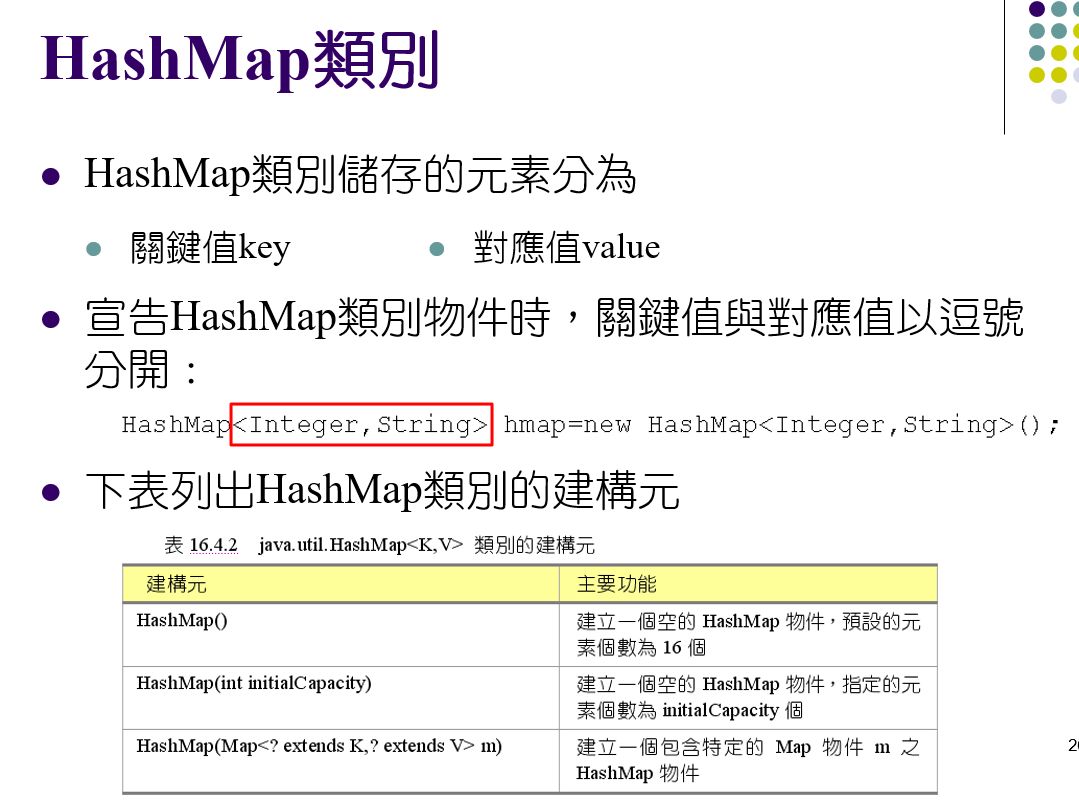 HashMap類別
HashMap類別儲存的元素分為
關鍵值key
對應值value
宣告HashMap類別物件時，關鍵值與對應值以逗號
分開：
HashMap<Integer,String> hmap=new HashMap<Integer,String>();
下表列出HashMap類別的建構元
表 16.4.2 java.util.HashMap<K,V> 類別的建構元
建構元 主要功能
HashMap() 建立一個空的 HashMap 物件，預設的元
素個數為 16 個
HashMap(int initialCapacity) 建立一個空的 HashMap 物件，指定的元
素個數為 initialCapacity 個
HashMap(Map<? extends K,? extends V> m) 建立一個包含特定的 Map 物件 m 之
HashMap 物件